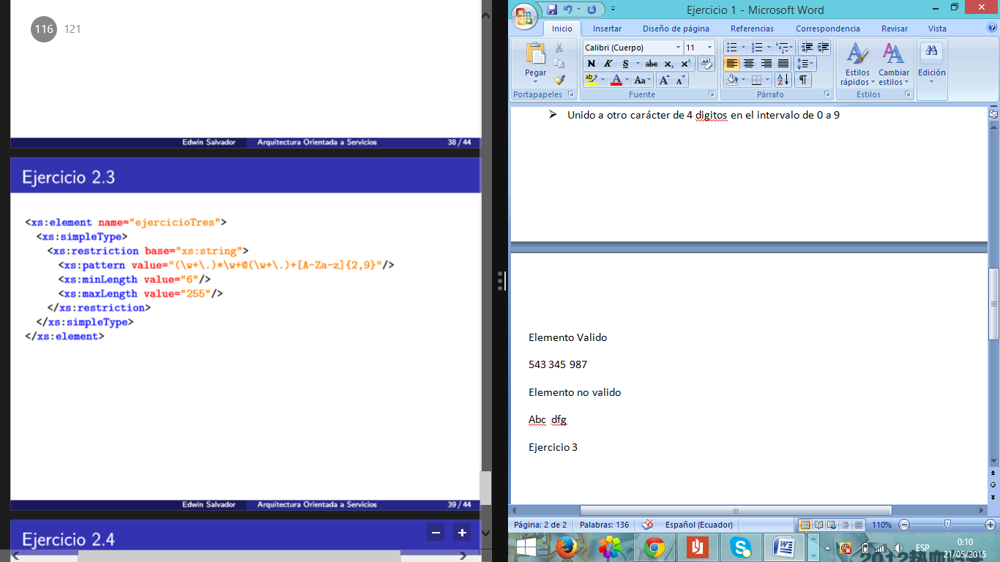 116 121
Edwin Salvador Arquitectura Orientada a Servicios 38 / 44
Ejercicio 2.3
<xs:element name="ejercicioTres">
<xs:simpleType>
<xs:restriction base="xs:string">
<xs:pattern value="(\w+\.)*\w+@(\w+\.)+[A-Za-z]{2,9}"/>
<xs:minLength value="6"/>
<xs:maxLength value="255"/>
</xs:restriction>
</xs:simpleType>
</xs:element>
Edwin Salvador Arquitectura Orientada a Servicios 39 / 44
Ejercicio 2.4
Ejercicio 1 - Microsoft Word
Inicio Insertar Diseño de página Referencias Correspondencia Revisar Vista
Calibri (Cuerpo) 11
N K S abc x₂ x²
ab A Aa A A
Pegar
Estilos rápidos
Cambiar estilos
Edición
Portapapeles Fuente Párrafo Estilos
Unido a otro carácter de 4 digitos en el intervalo de 0 a 9
Elemento Valido
543 345 987
Elemento no valido
Abc dfg
Ejercicio 3
Página: 2 de 2 Palabras: 136 Español (Ecuador) 110%
ESP
0:10
21/05/2015